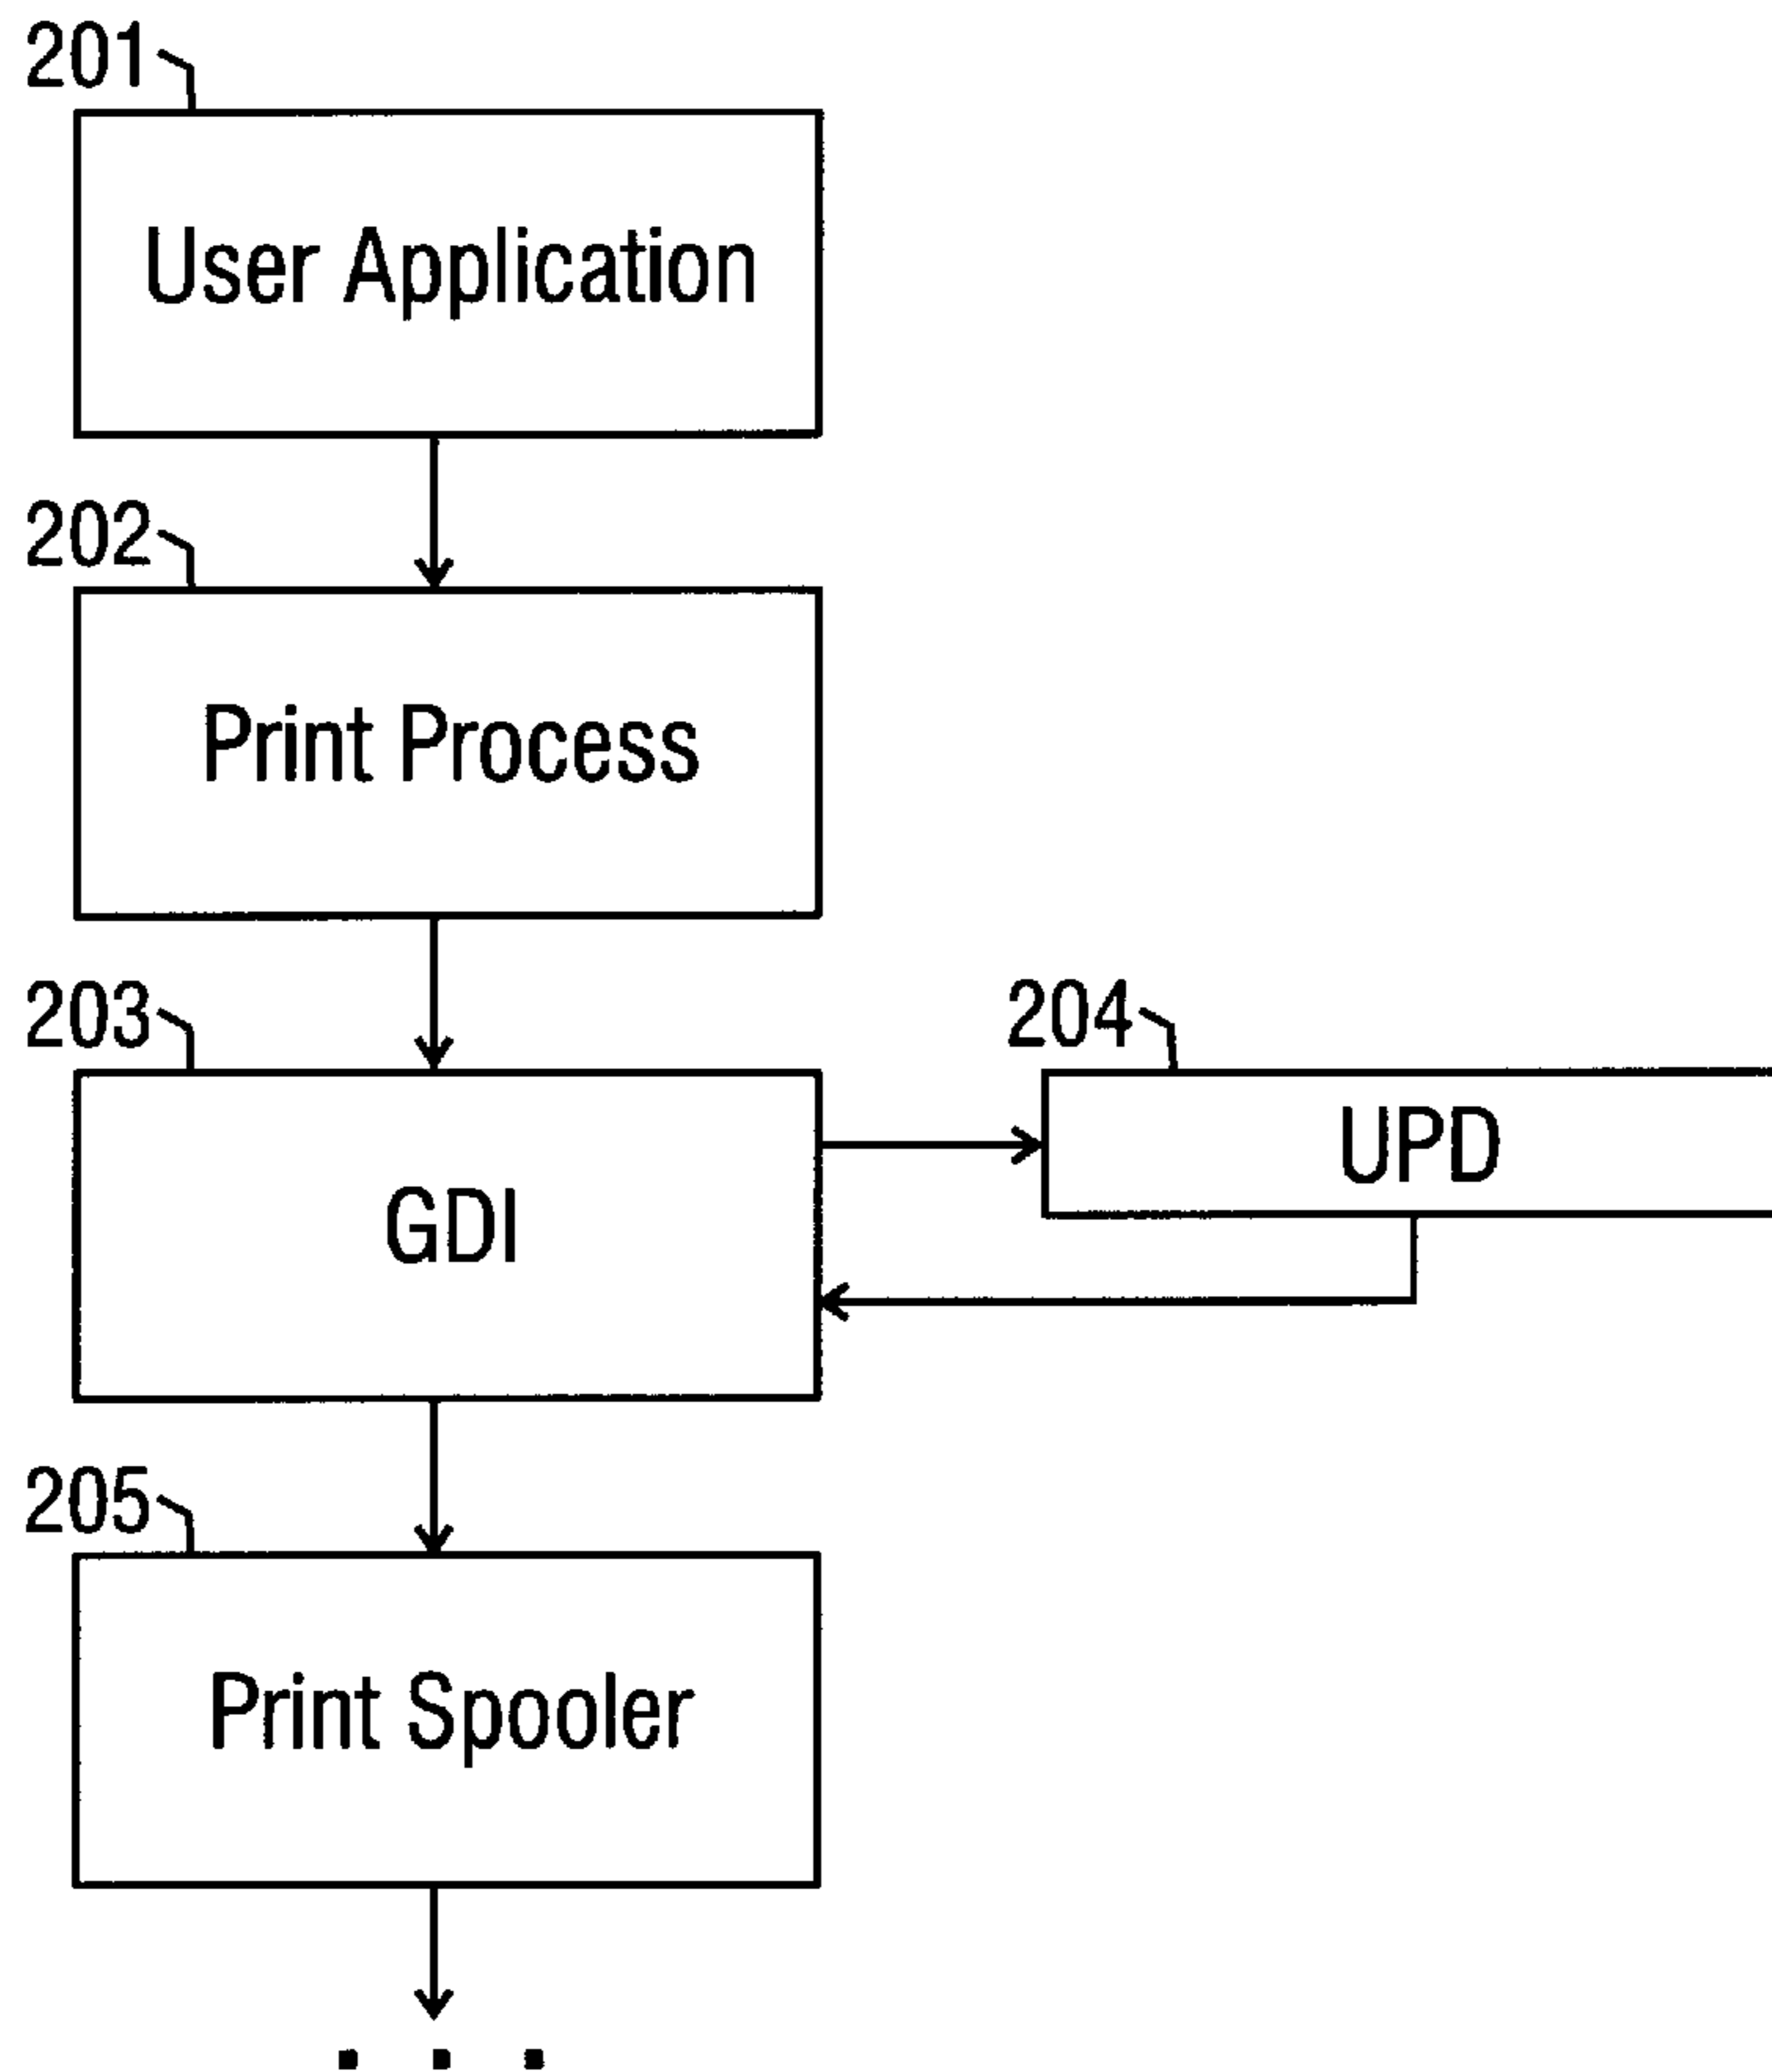 201
User Application
202
Print Process
203
204
GDI
UPD
205
Print Spooler
. . .